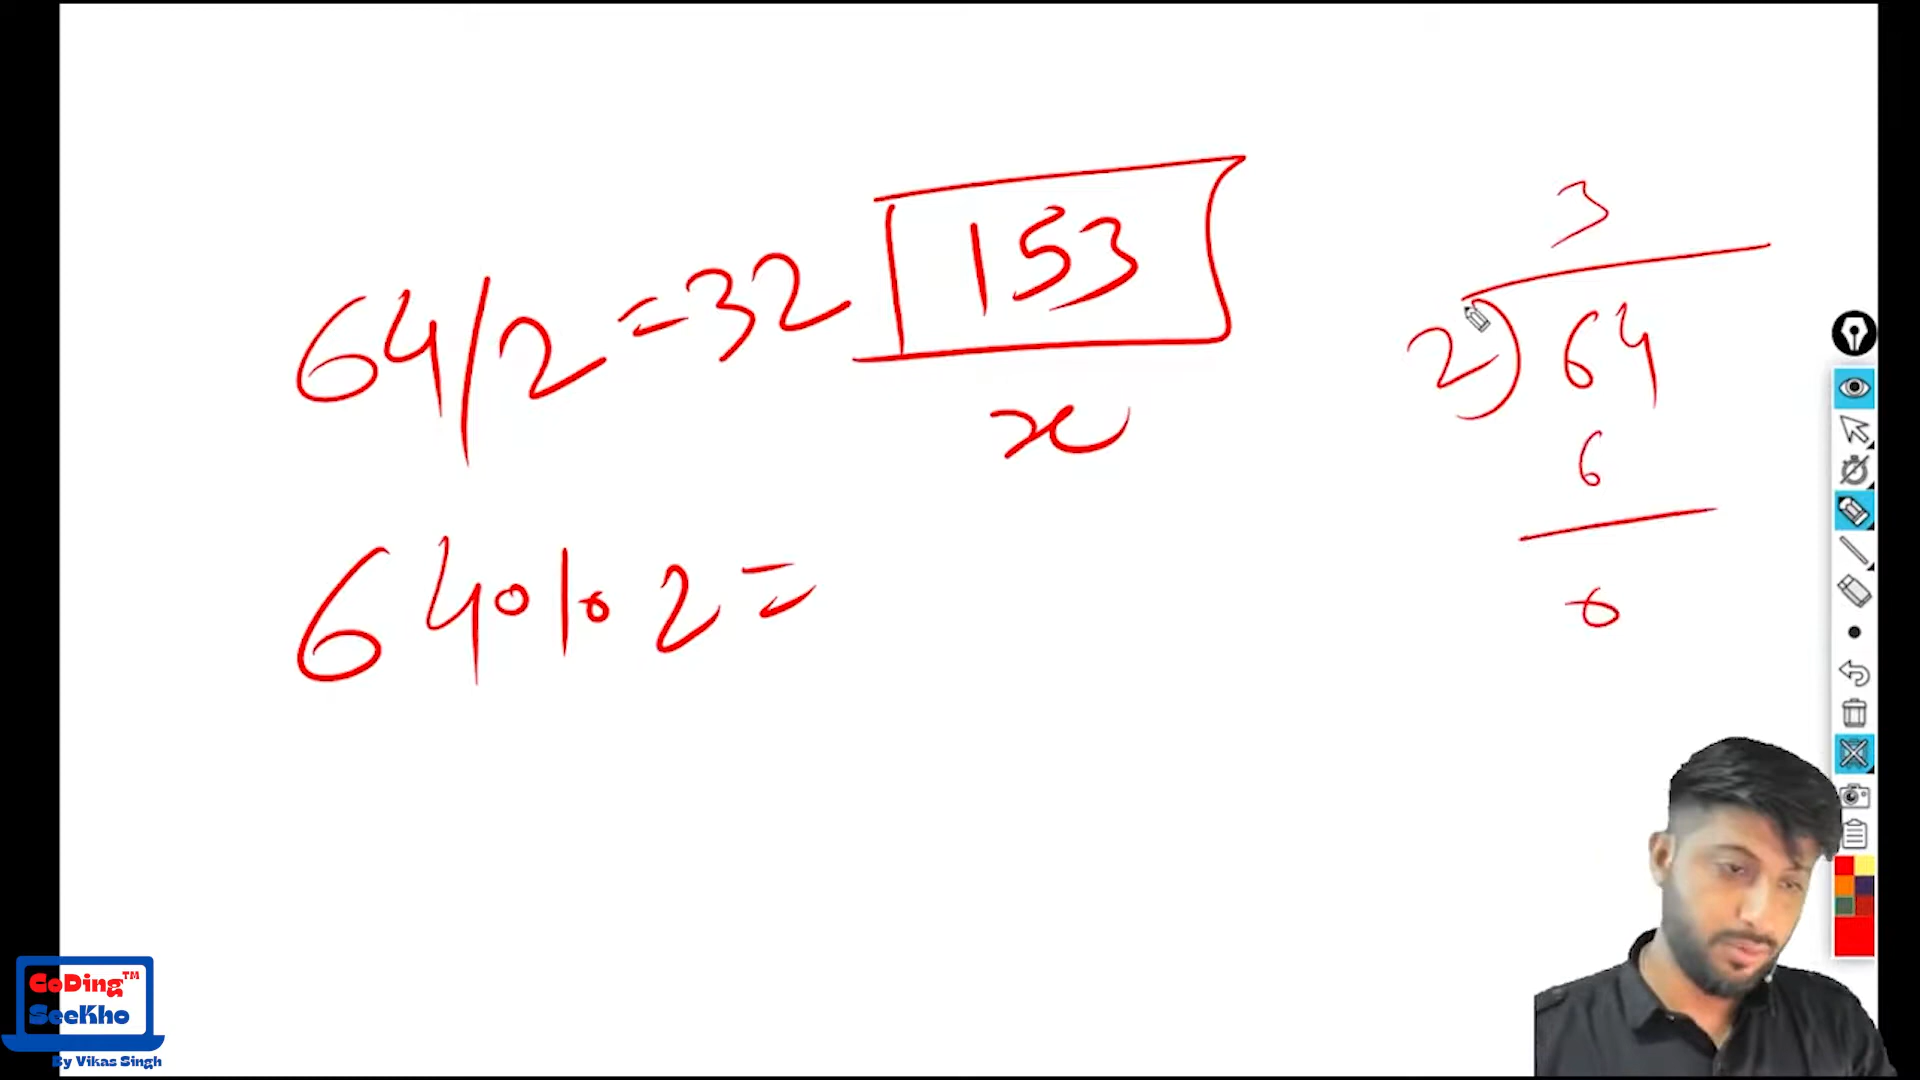 64/2=32
153
x
64%2=
3
2)64
6
0
CoDing™
SeeKho
By Vikas Singh